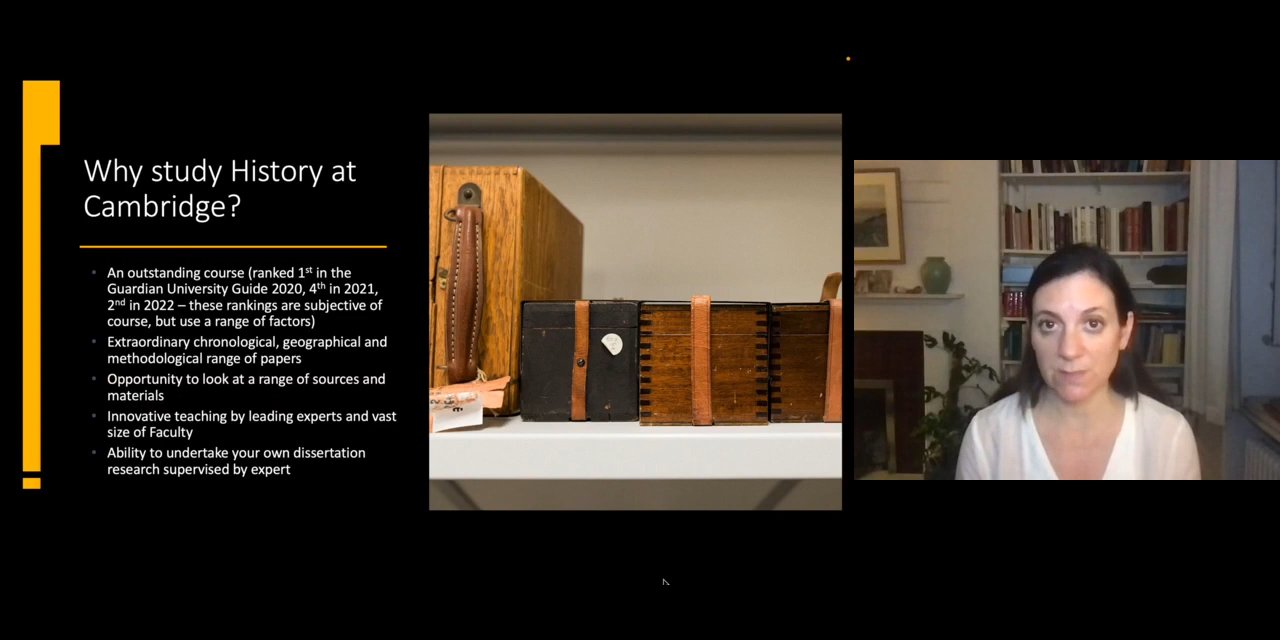 Why study History at
Cambridge?
An outstanding course (ranked 1st in the
Guardian University Guide 2020, 4th in 2021,
2nd in 2022 – these rankings are subjective of
course, but use a range of factors)
Extraordinary chronological, geographical and
methodological range of papers
Opportunity to look at a range of sources and
materials
Innovative teaching by leading experts and vast
size of Faculty
Ability to undertake your own dissertation
research supervised by expert